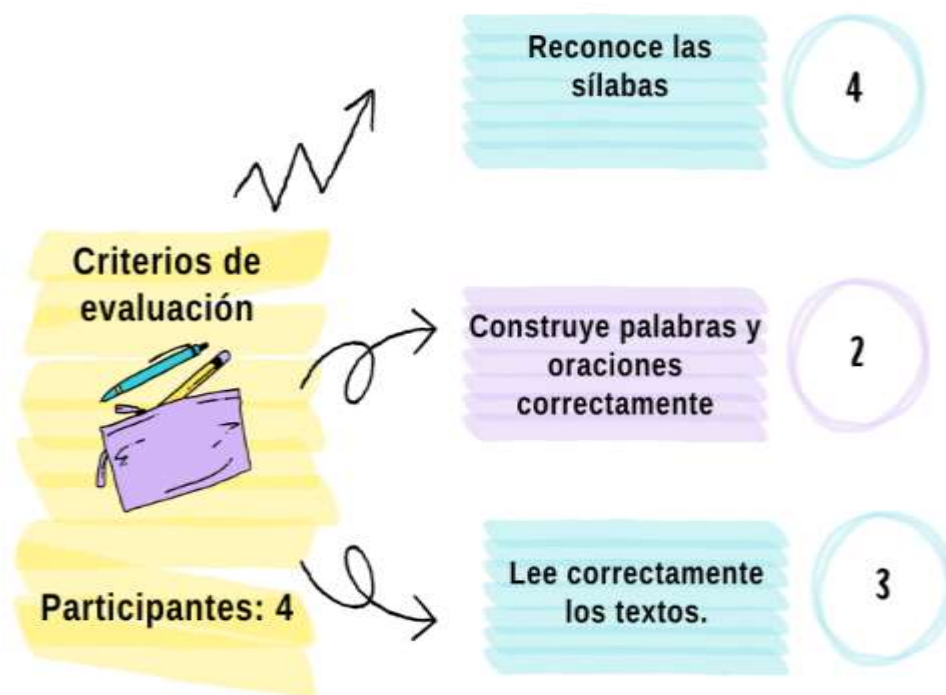 Criterios de
evaluación
Participantes: 4
Reconoce las
sílabas
4
Construye palabras y
oraciones
correctamente
2
Lee correctamente
los textos.
3